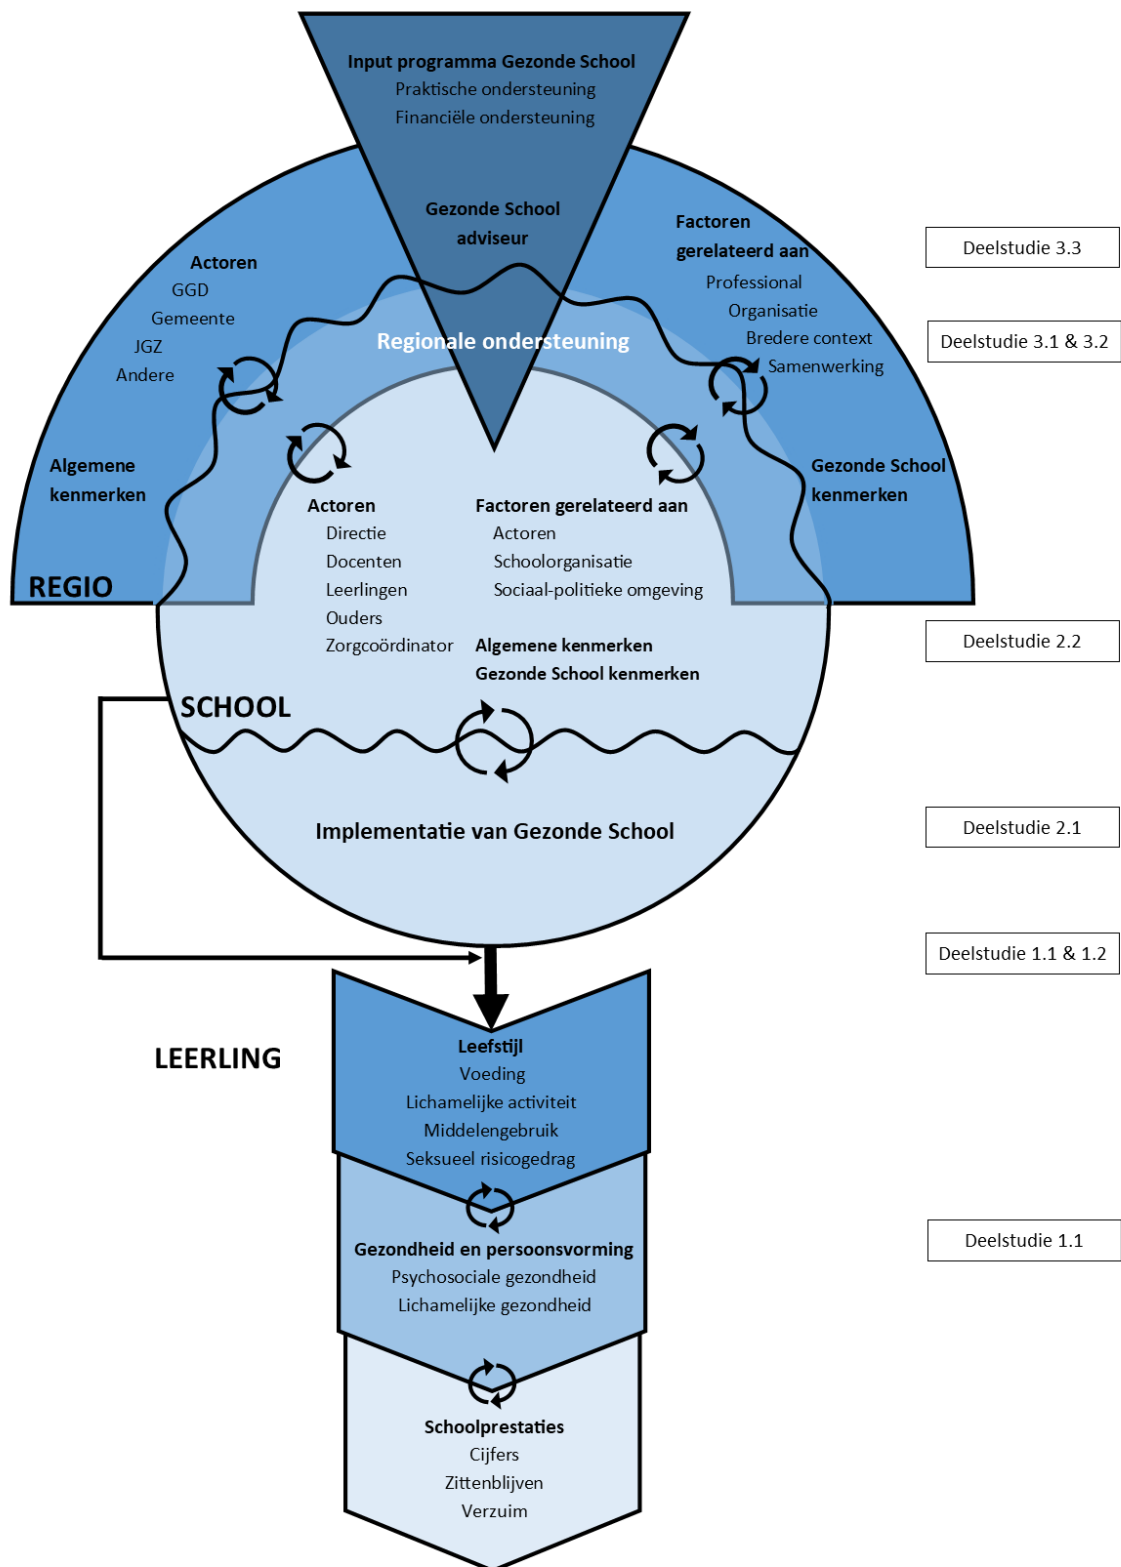 Input programma Gezonde School
Praktische ondersteuning
Financiële ondersteuning
Gezonde School
adviseur
Actoren
GGD
Gemeente
JGZ
Andere
Factoren
gerelateerd aan
Professional
Organisatie
Bredere context
Samenwerking
Regionale ondersteuning
Algemene
kenmerken
Gezonde School
kenmerken
REGIO
Actoren
Directie
Docenten
Leerlingen
Ouders
Zorgcoördinator
Factoren gerelateerd aan
Actoren
Schoolorganisatie
Sociaal-politieke omgeving
Algemene kenmerken
Gezonde School kenmerken
SCHOOL
Implementatie van Gezonde School
LEERLING
Leefstijl
Voeding
Lichamelijke activiteit
Middelengebruik
Seksueel risicogedrag
Gezondheid en persoonsvorming
Psychosociale gezondheid
Lichamelijke gezondheid
Schoolprestaties
Cijfers
Zittenblijven
Verzuim
Deelstudie 3.3
Deelstudie 3.1 & 3.2
Deelstudie 2.2
Deelstudie 2.1
Deelstudie 1.1 & 1.2
Deelstudie 1.1